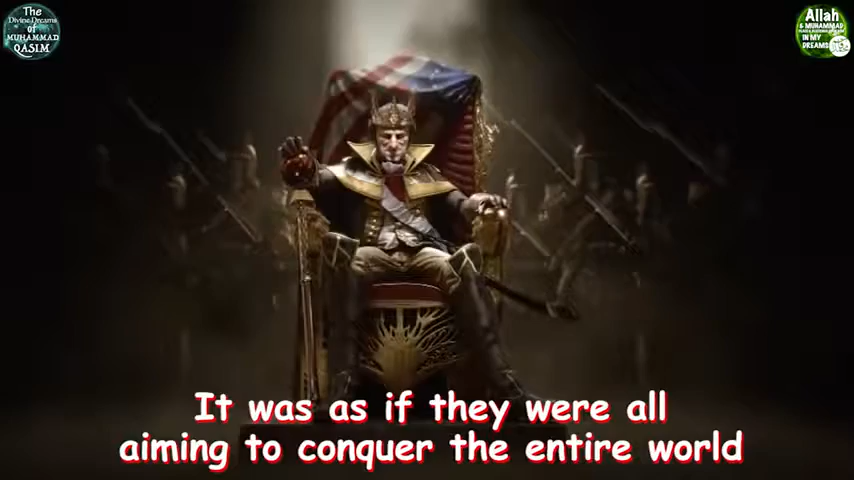 The
Divine Dreams
of
MUHAMMAD
QASIM
Allah
& MUHAMMAD
IN MY
DREAMS
It was as if they were all
aiming to conquer the entire world